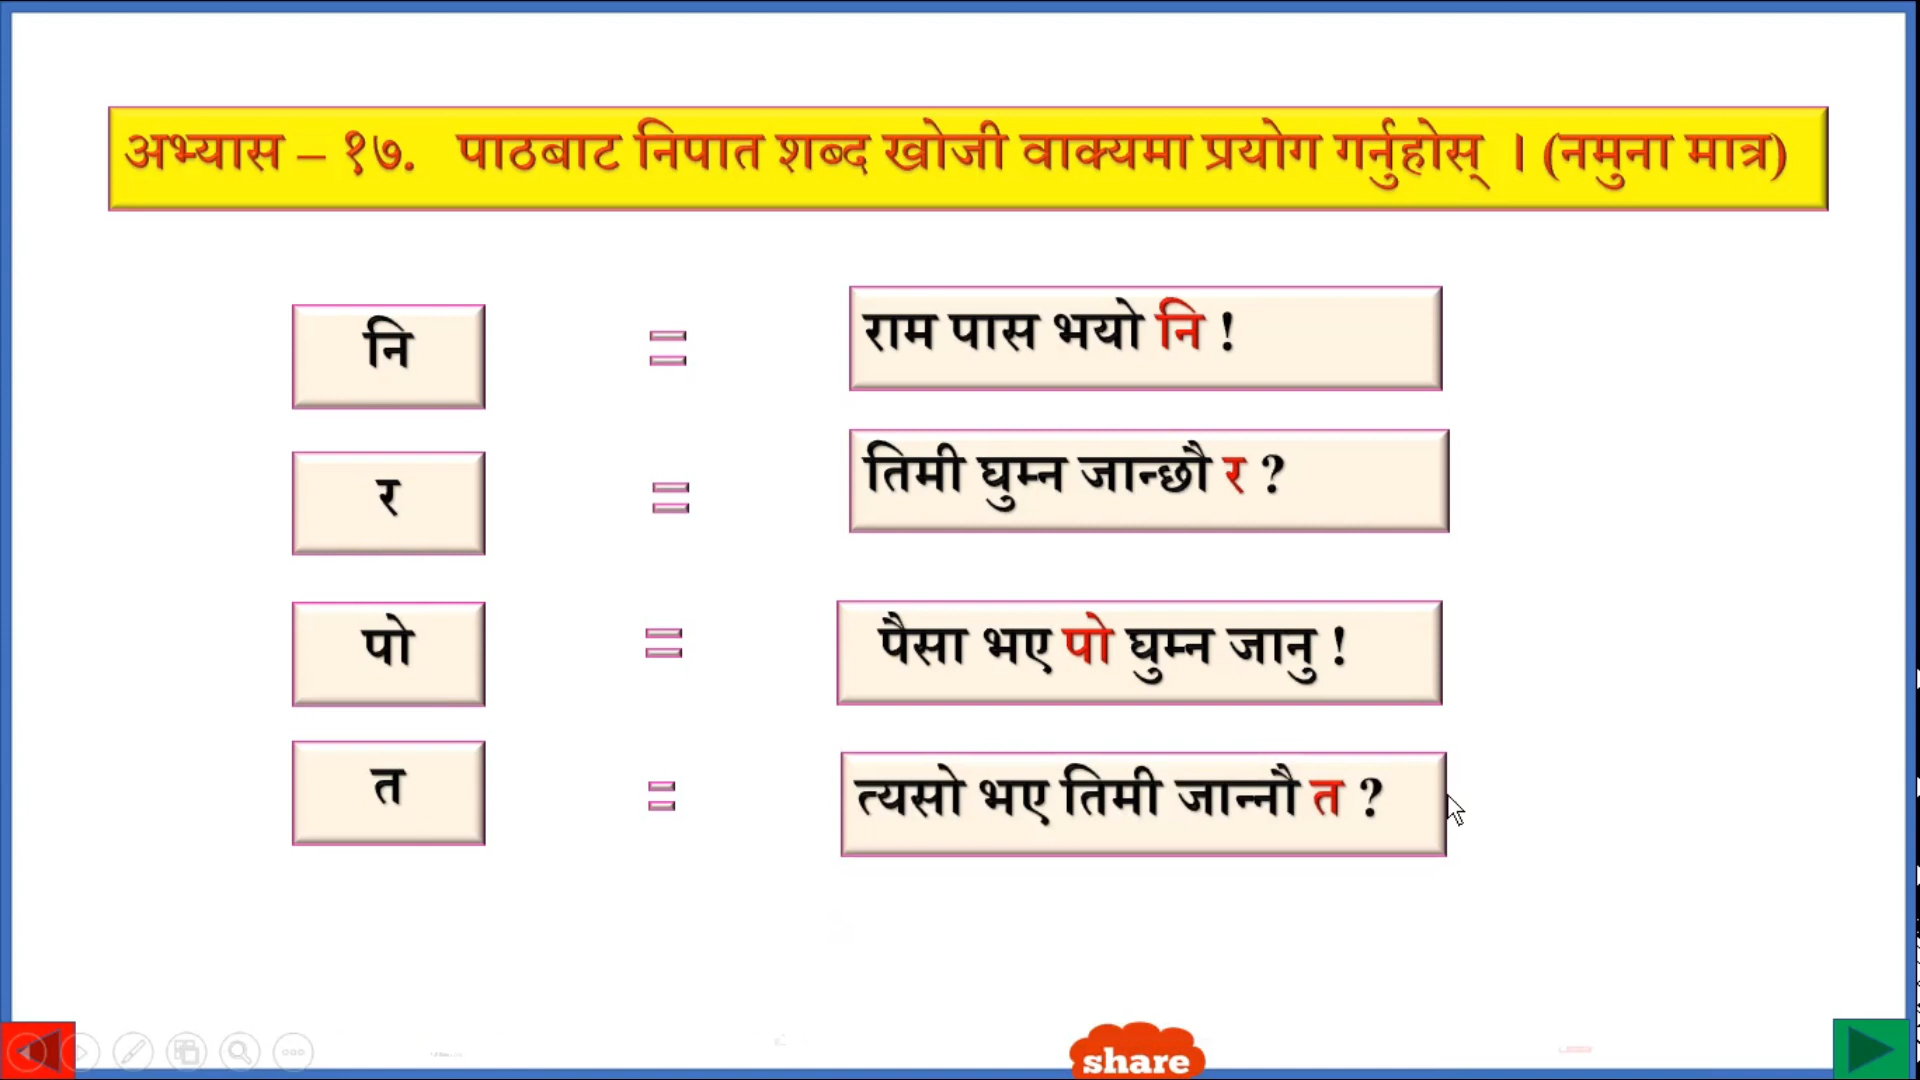 अभ्यास – १७. पाठबाट निपात शब्द खोजी वाक्यमा प्रयोग गर्नुहोस् । (नमुना मात्र)
नि = राम पास भयो नि !
र = तिमी घुम्न जान्छौ र ?
पो = पैसा भए पो घुम्न जानु !
त = त्यसो भए तिमी जान्नौ त ?
share